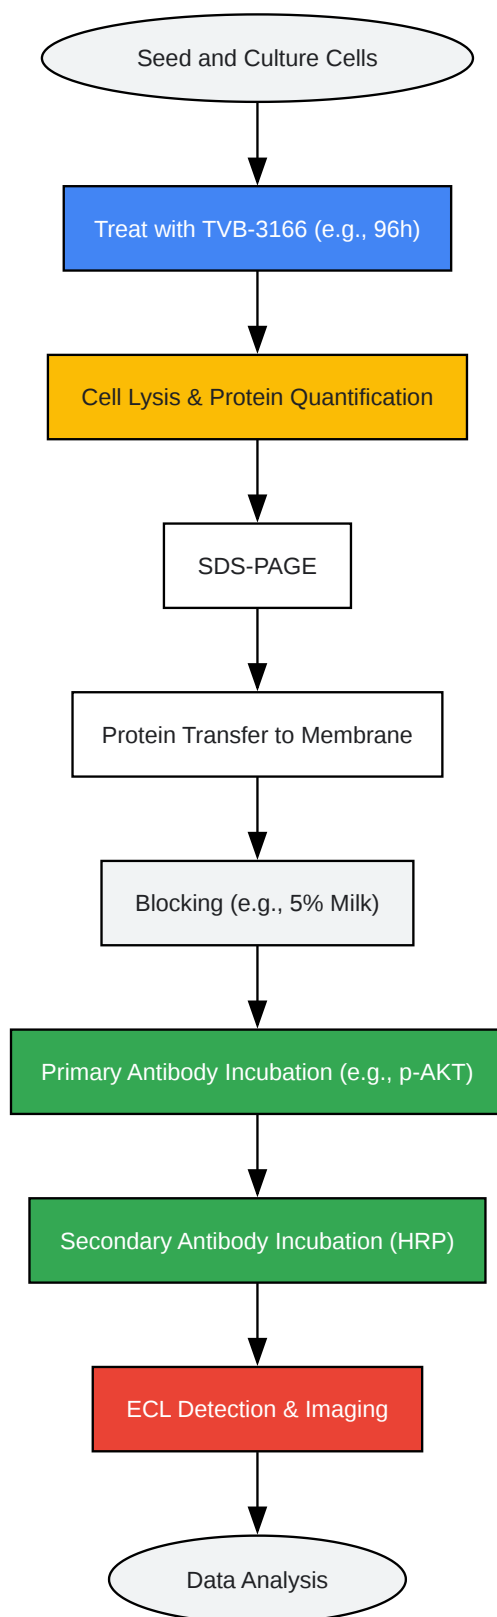 Seed and Culture Cells
Treat with TVB-3166 (e.g., 96h)
Cell Lysis & Protein Quantification
SDS-PAGE
Protein Transfer to Membrane
Blocking (e.g., 5% Milk)
Primary Antibody Incubation (e.g., p-AKT)
Secondary Antibody Incubation (HRP)
ECL Detection & Imaging
Data Analysis